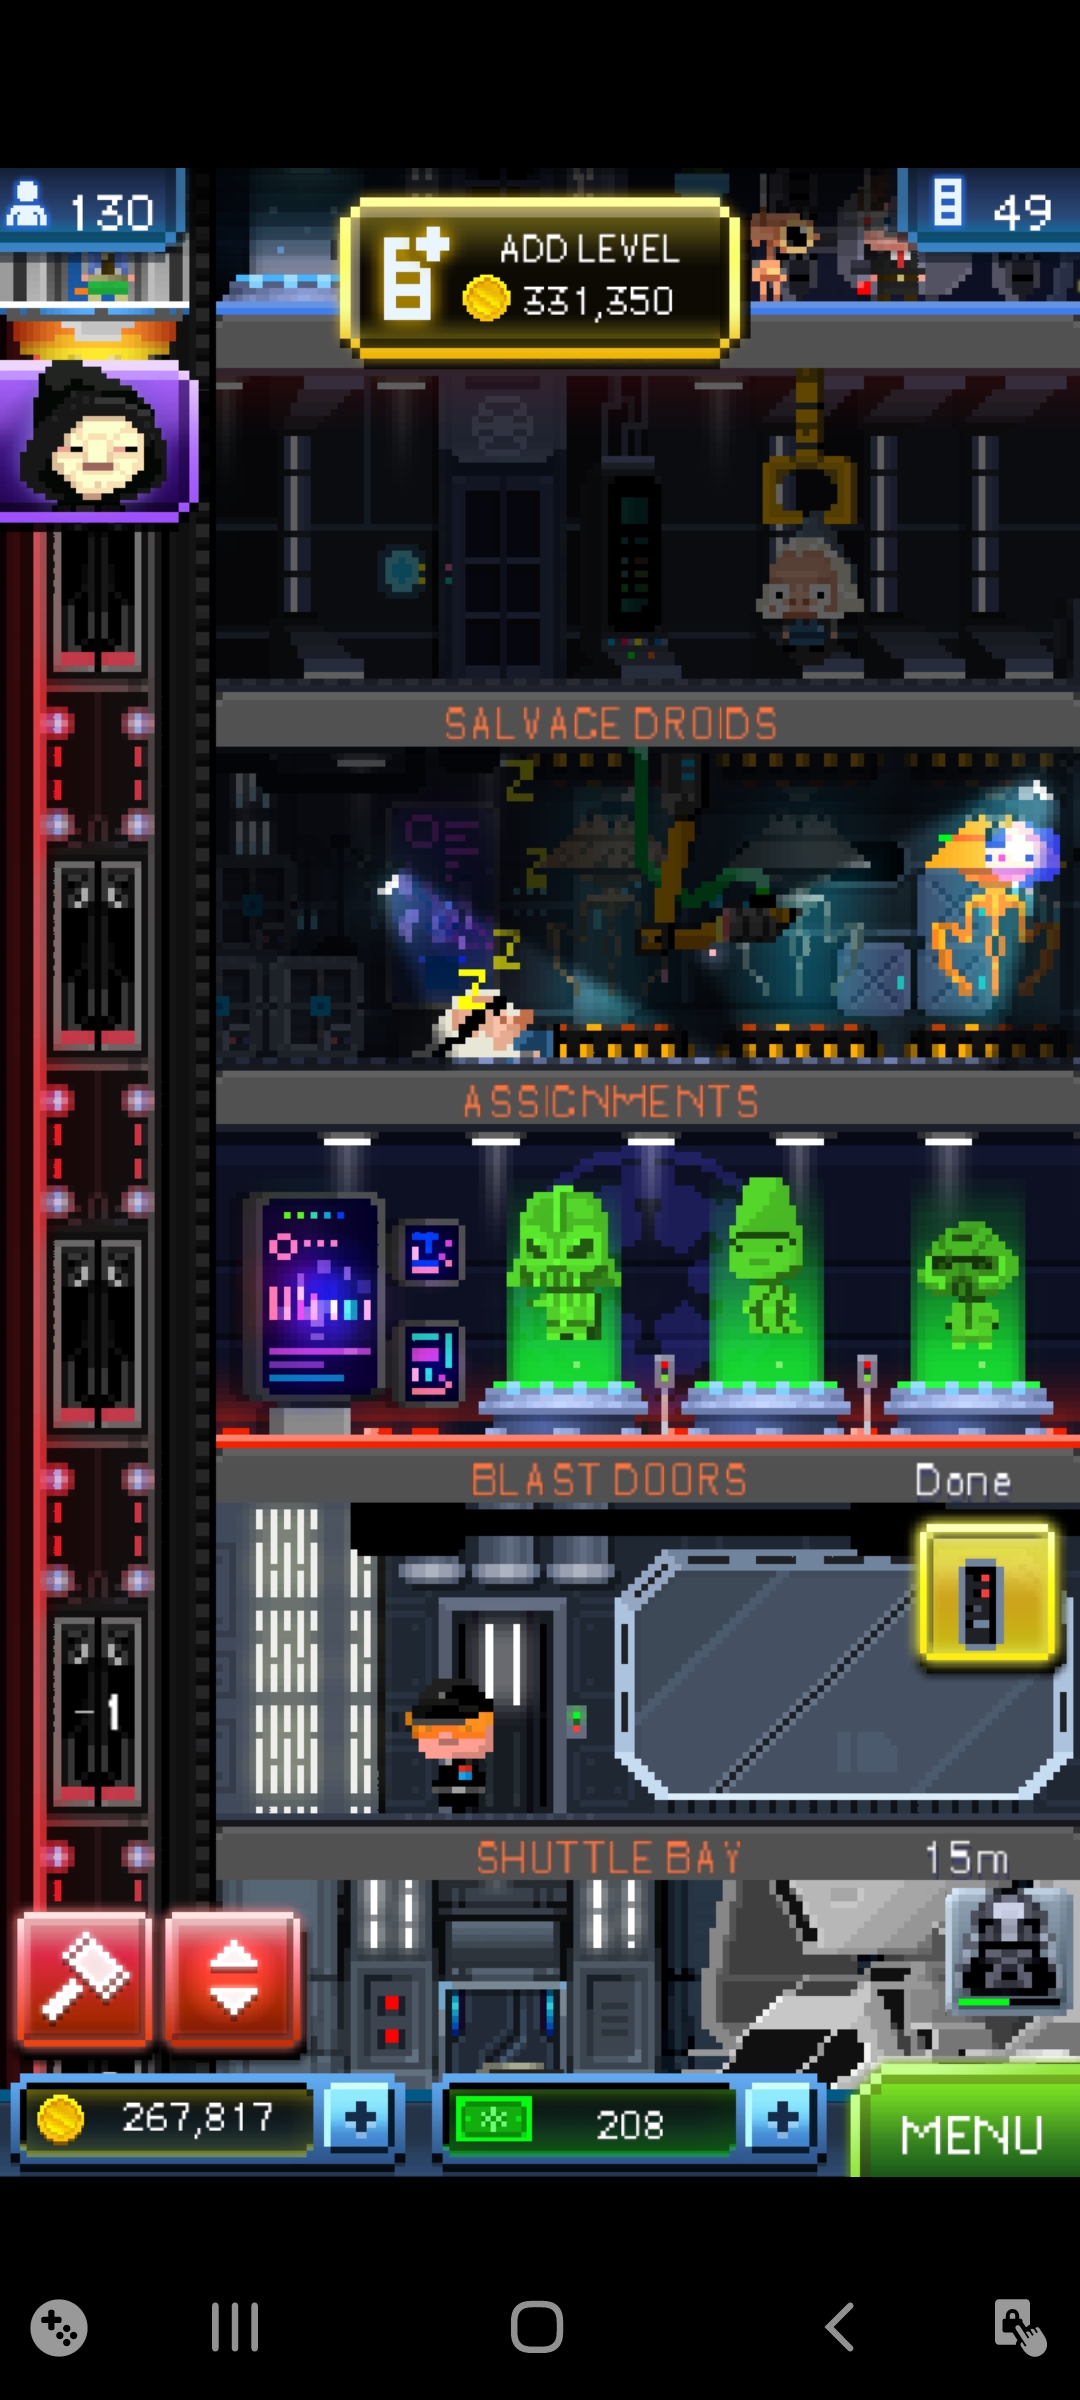 130
49
ADD LEVEL
331,350
SALVAGE DROIDS
Z
Z
Z
Z
ASSIGNMENTS
BLAST DOORS Done
-1
SHUTTLE BAY 15m
267,817
208
MENU